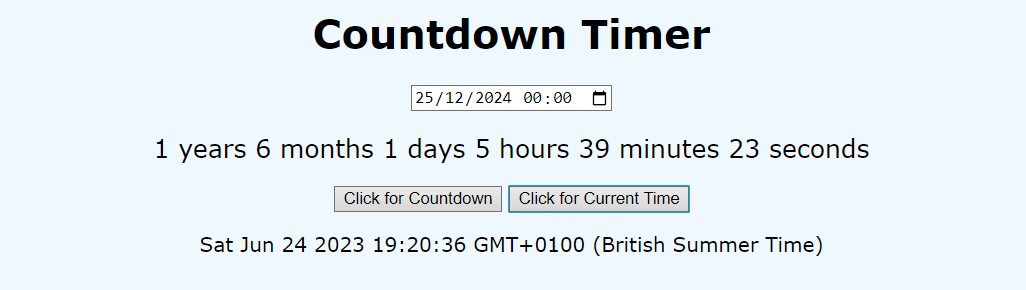 Countdown Timer
25/12/2024 00:00
1 years 6 months 1 days 5 hours 39 minutes 23 seconds
Click for Countdown Click for Current Time
Sat Jun 24 2023 19:20:36 GMT+0100 (British Summer Time)